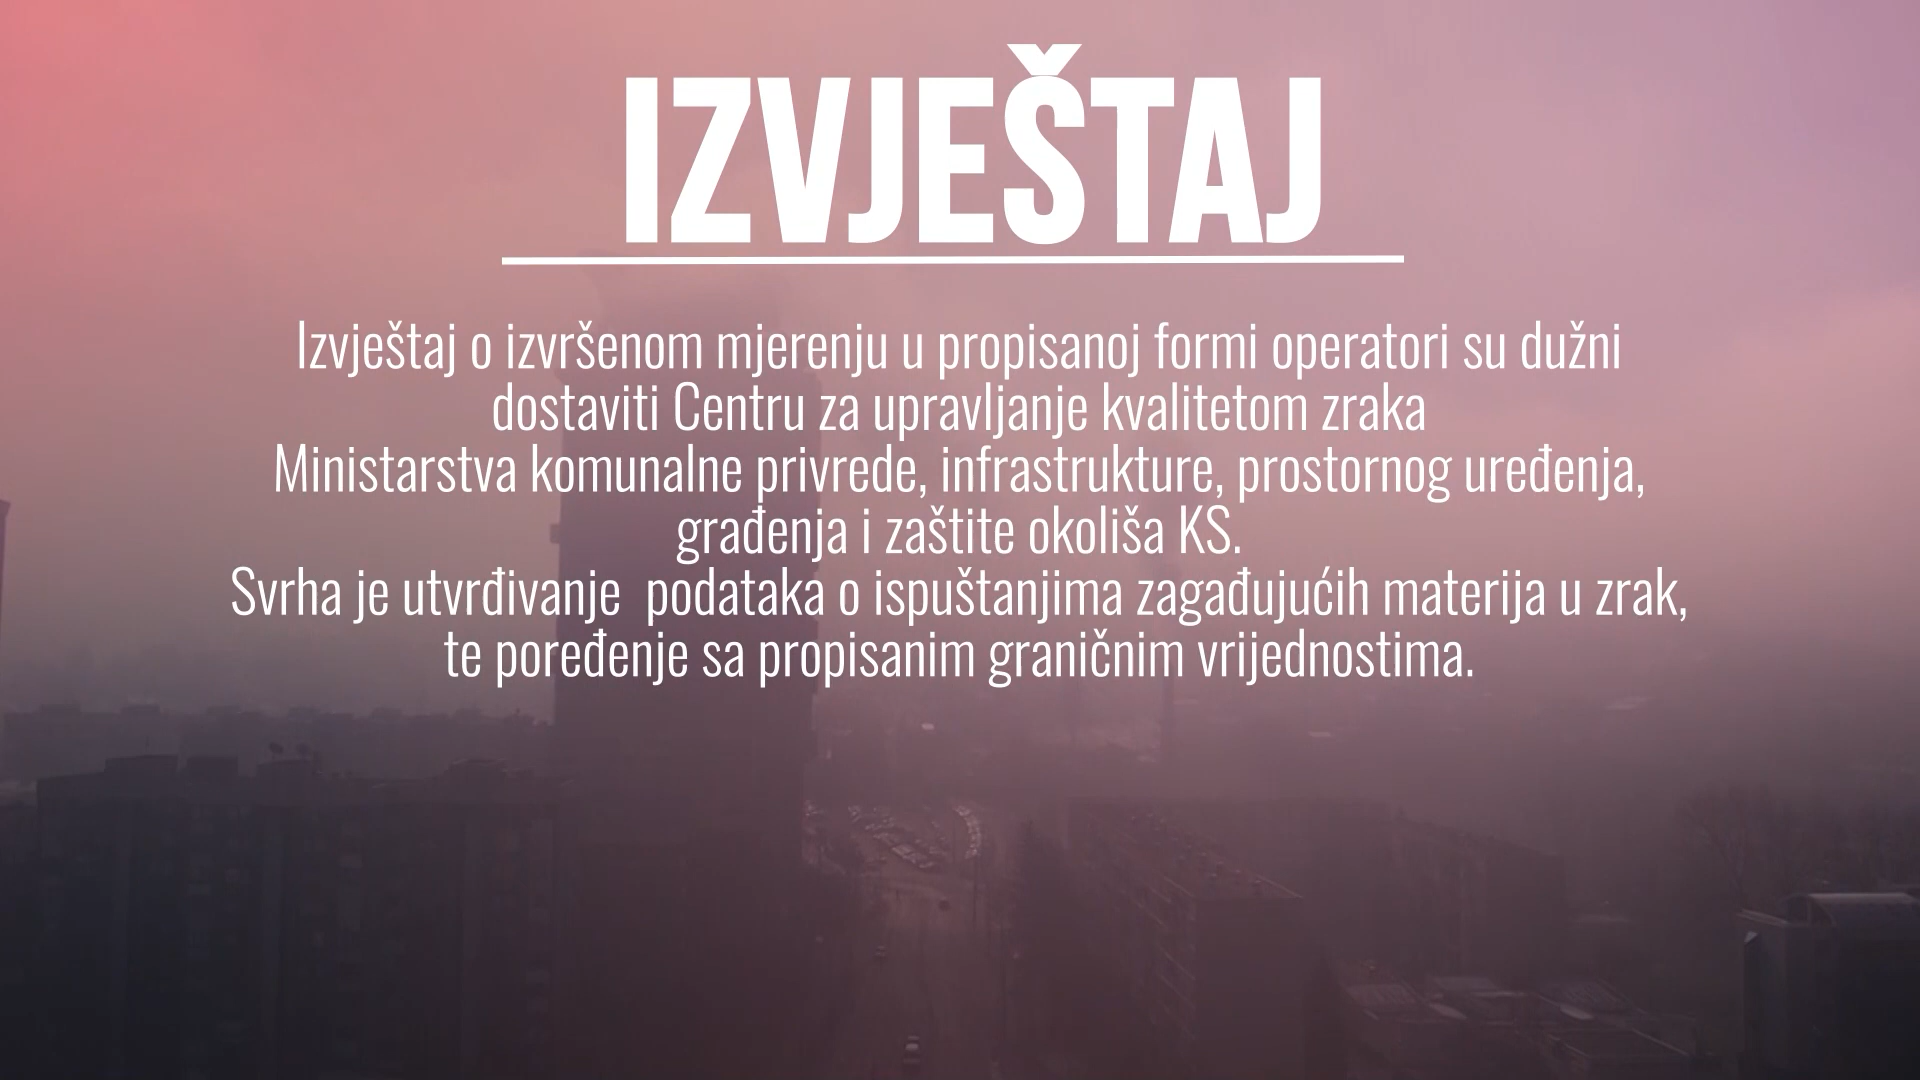 IZVJEŠTAJ
Izvještaj o izvršenom mjerenju u propisanoj formi operatori su dužni
dostaviti Centru za upravljanje kvalitetom zraka
Ministarstva komunalne privrede, infrastrukture, prostornog uređenja,
građenja i zaštite okoliša KS.
Svrha je utvrđivanje  podataka o ispuštanjima zagađujućih materija u zrak,
te poređenje sa propisanim graničnim vrijednostima.